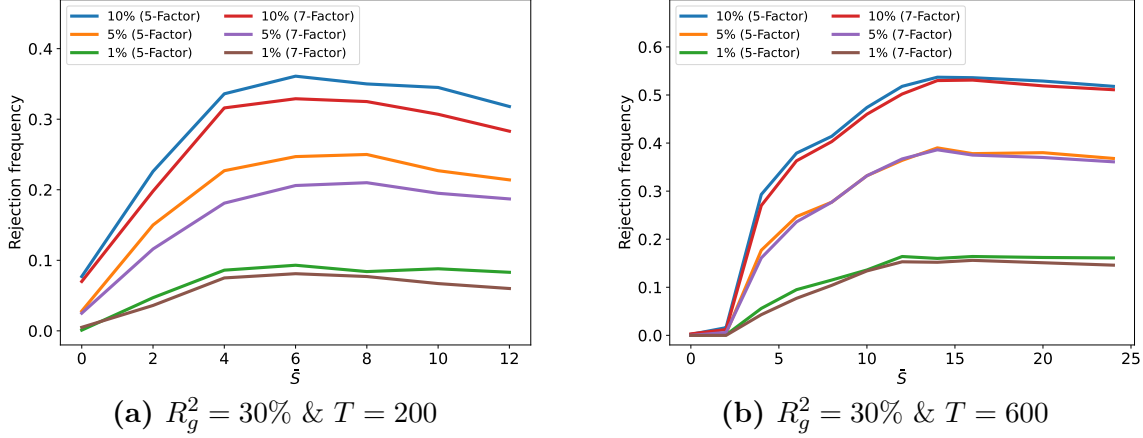 10% (5-Factor) 10% (7-Factor)
5% (5-Factor) 5% (7-Factor)
1% (5-Factor) 1% (7-Factor)
0.4
0.3
0.2
0.1
0.0
Rejection frequency
0 2 4 6 8 10 12
S̄
(a) R_g^2 = 30% & T = 200
10% (5-Factor) 10% (7-Factor)
5% (5-Factor) 5% (7-Factor)
1% (5-Factor) 1% (7-Factor)
0.6
0.5
0.4
0.3
0.2
0.1
0.0
Rejection frequency
0 5 10 15 20 25
S̄
(b) R_g^2 = 30% & T = 600